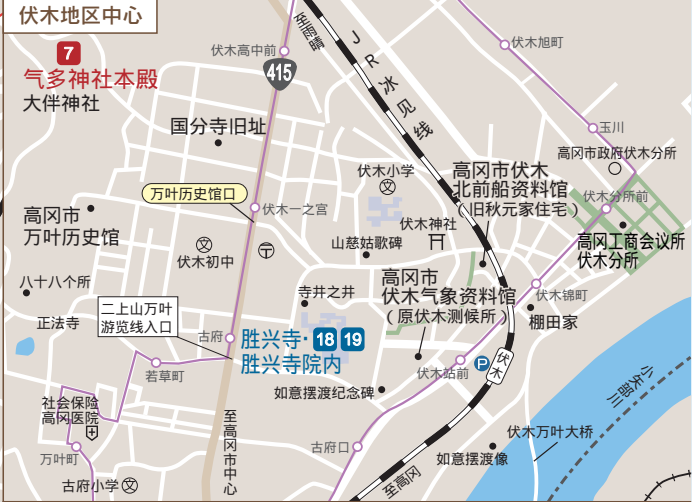 伏木地区中心
7
气多神社本殿
大伴神社
伏木高中前
415
至雨晴
JR冰见线
伏木旭町
玉川
国分寺旧址
伏木小学
高冈市政府伏木分所
高冈市伏木
北前船资料馆
（旧秋元家住宅）
伏木分所前
万叶历史馆口
伏木一之宫
高冈市
万叶历史馆
伏木初中
伏木神社
山慈姑歌碑
高冈工商会议所
伏木分所
八十八个所
正法寺
二上山万叶
游览线入口
寺井之井
高冈市
伏木气象资料馆
（原伏木测候所）
伏木锦町
棚田家
古府
胜兴寺·18 19
胜兴寺院内
P
伏木
伏木站前
若草町
如意摆渡纪念碑
小矢部川
社会保险
高冈医院
至高冈市中心
古府口
伏木万叶大桥
如意摆渡像
万叶町
古府小学
至高冈